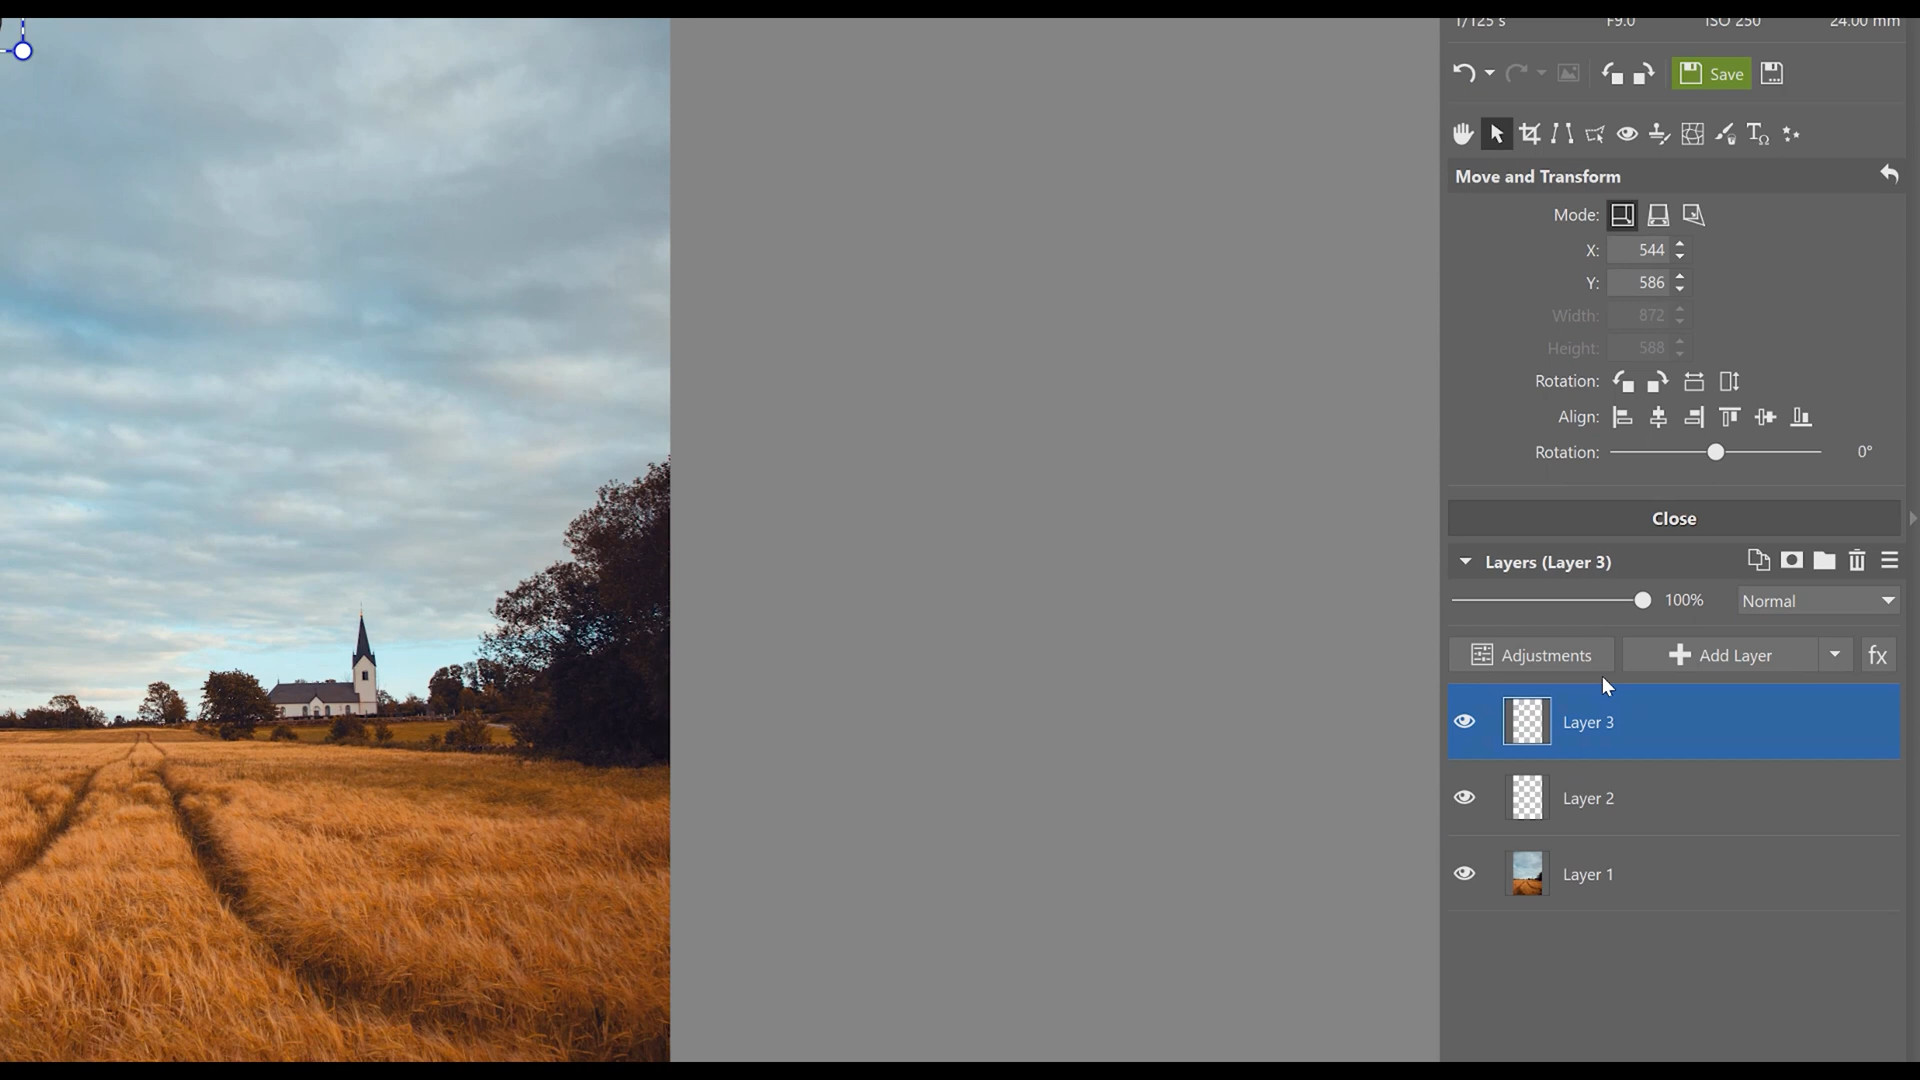 1/125 s F9.0 ISO 250 24.00 mm
Save
TΩ
Move and Transform
Mode:
X: 544
Y: 586
Width: 872
Height: 588
Rotation:
Align:
Rotation: 0°
Close
Layers (Layer 3)
100% Normal
Adjustments Add Layer fx
Layer 3
Layer 2
Layer 1